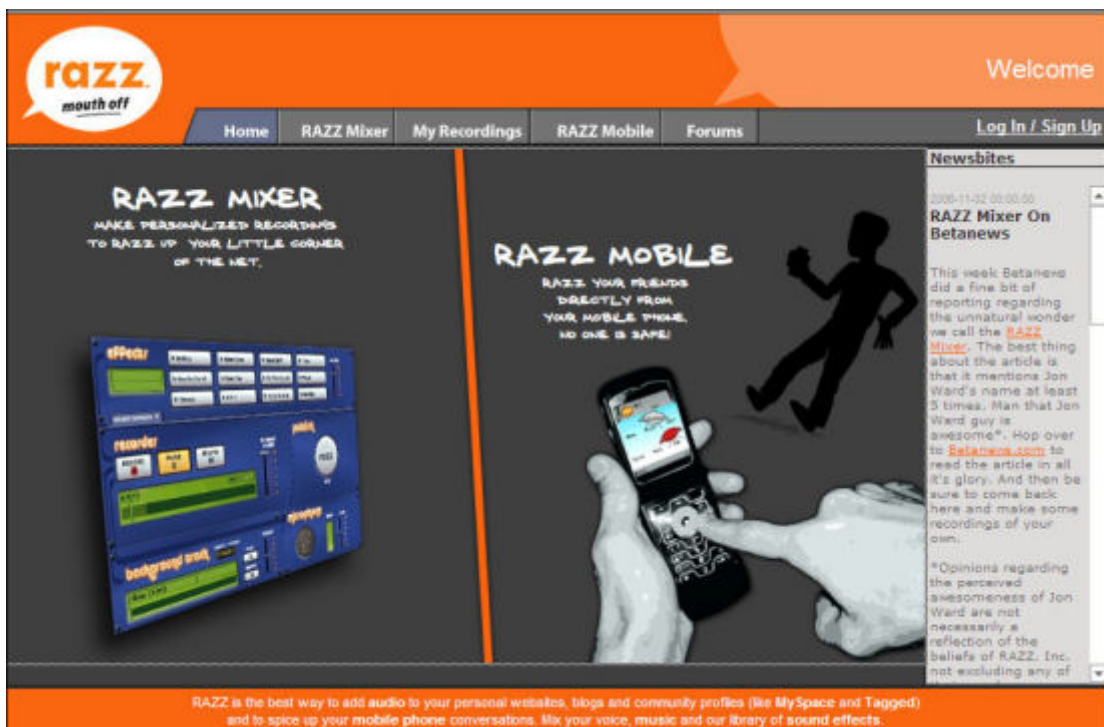 razz
mouth off
Welcome
Home
RAZZ Mixer
My Recordings
RAZZ Mobile
Forums
Log In / Sign Up
RAZZ MIXER
MAKE PERSONALIZED RECORDINGS
TO RAZZ UP YOUR LITTLE CORNER
OF THE NET.
effects
recorder
background track
RAZZ MOBILE
RAZZ YOUR FRIENDS
DIRECTLY FROM
YOUR MOBILE PHONE.
NO ONE IS SAFE!
Newsbites
RAZZ Mixer On
Betanews
This week Betanews
did a fine bit of
reporting regarding
the unnatural wonder
we call the RAZZ
Mixer. The best thing
about the article is
that it mentions Jon
Ward's name at least
5 times. Man that Jon
Ward guy is
awesome*. Hop over
to Betanews.com to
read the article in all
it's glory. And then be
sure to come back
here and make some
recordings of your
own.
*Opinions regarding
the perceived
awesomeness of Jon
Ward are not
necessarily a
reflection of the
beliefs of RAZZ, Inc.
not excluding any of
RAZZ is the best way to add audio to your personal websites, blogs and community profiles (like MySpace and Tagged)
and to spice up your mobile phone conversations. Mix your voice, music and our library of sound effects.